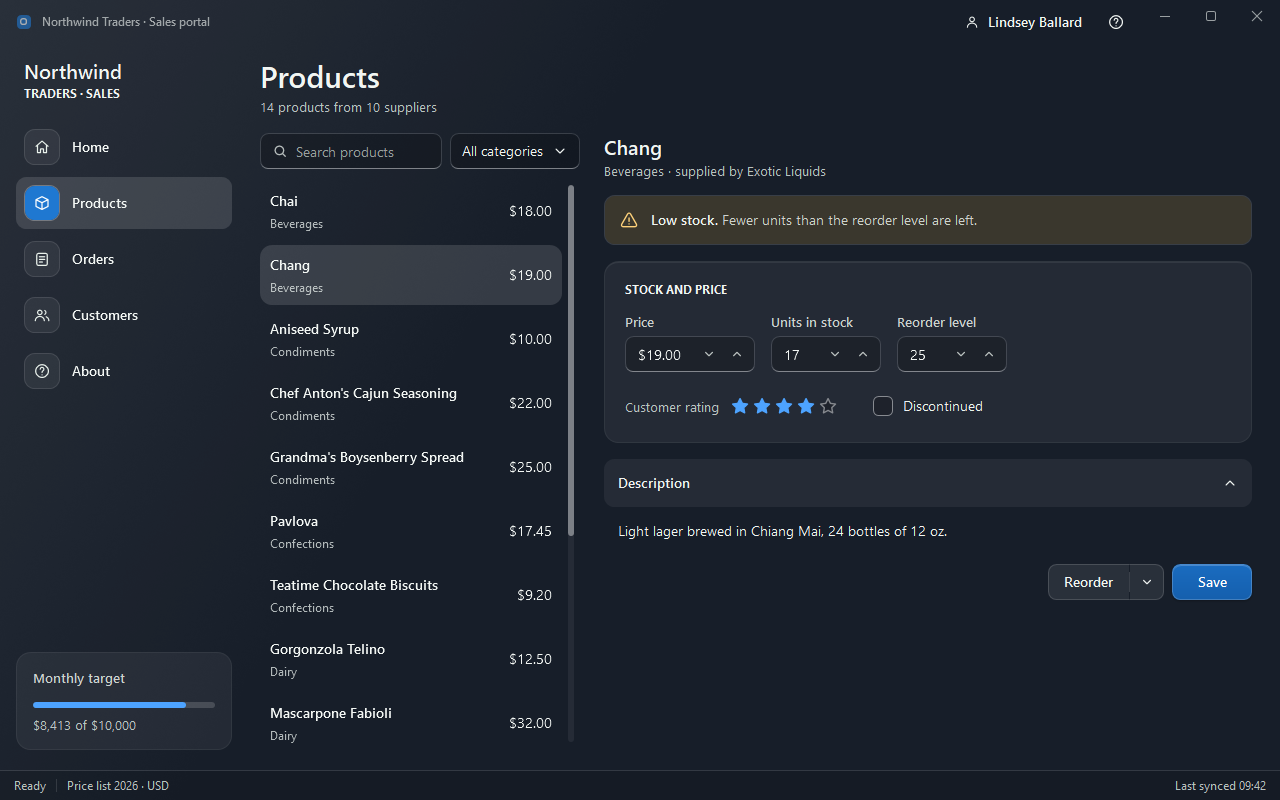 Northwind Traders · Sales portal
Lindsey Ballard
Northwind
TRADERS · SALES
Home
Products
Orders
Customers
About
Monthly target
$8,413 of $10,000
Products
14 products from 10 suppliers
Search products
All categories
Chai
Beverages
$18.00
Chang
Beverages
$19.00
Aniseed Syrup
Condiments
$10.00
Chef Anton's Cajun Seasoning
Condiments
$22.00
Grandma's Boysenberry Spread
Condiments
$25.00
Pavlova
Confections
$17.45
Teatime Chocolate Biscuits
Confections
$9.20
Gorgonzola Telino
Dairy
$12.50
Mascarpone Fabioli
Dairy
$32.00
Chang
Beverages · supplied by Exotic Liquids
Low stock. Fewer units than the reorder level are left.
STOCK AND PRICE
Price
Units in stock
Reorder level
$19.00
17
25
Customer rating
Discontinued
Description
Light lager brewed in Chiang Mai, 24 bottles of 12 oz.
Reorder
Save
Ready
Price list 2026 · USD
Last synced 09:42